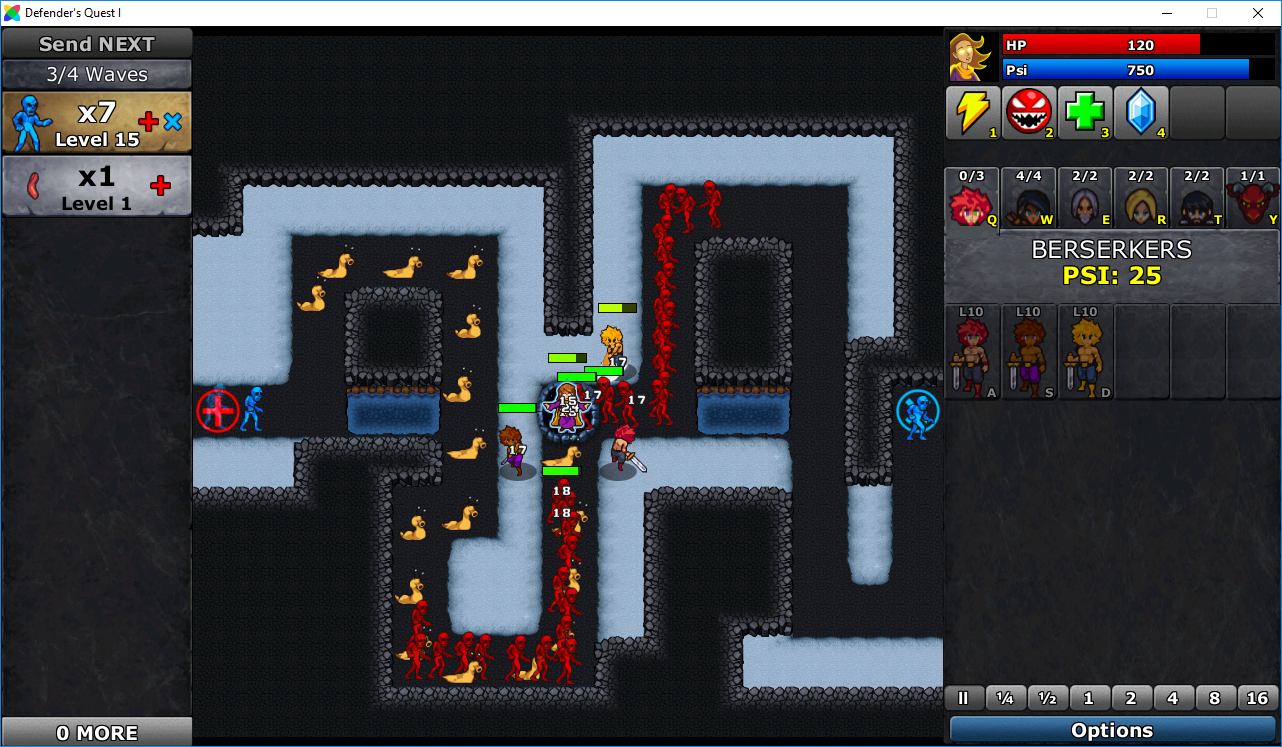 Defender's Quest I
Send NEXT
3/4 Waves
x7
Level 15
x1
Level 1
0 MORE
HP 120
Psi 750
1 2 3 4
0/3 4/4 2/2 2/2 2/2 1/1
Q W E R T Y
BERSERKERS
PSI: 25
L10 L10 L10
A S D
17
15 17 17
25
17
18
18
II ¼ ½ 1 2 4 8 16
Options